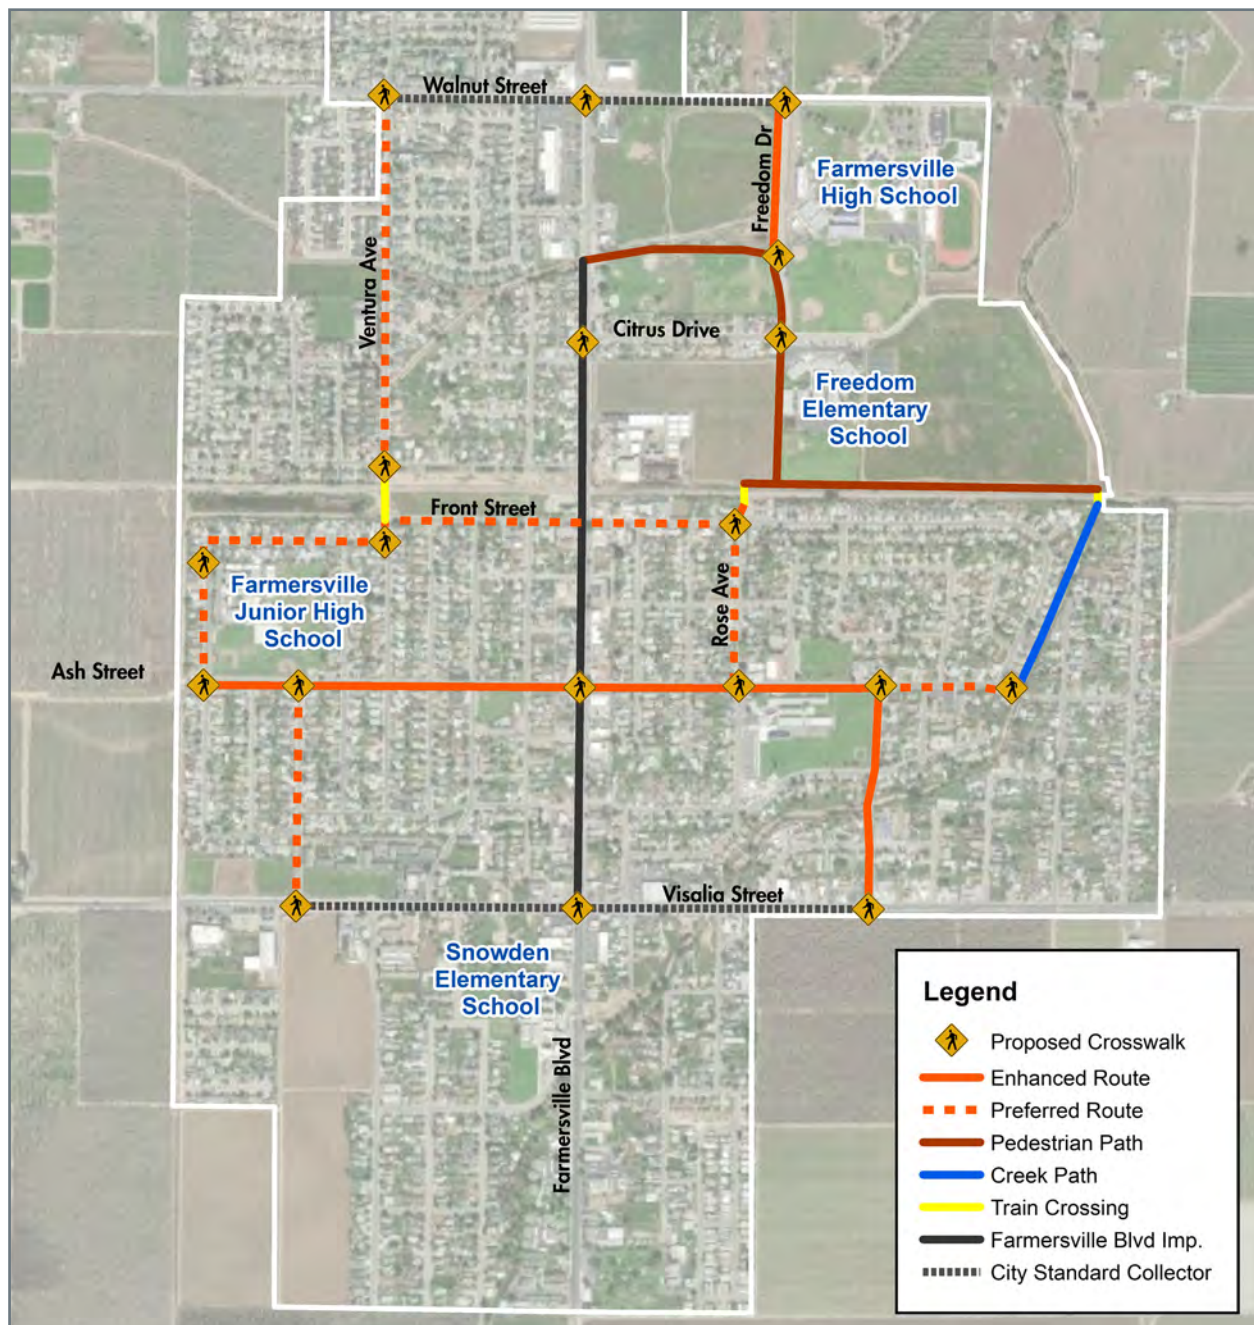 Walnut Street
Freedom Dr
Farmersville
High School
Ventura Ave
Citrus Drive
Freedom
Elementary
School
Front Street
Farmersville
Junior High
School
Rose Ave
Ash Street
Visalia Street
Snowden
Elementary
School
Farmersville Blvd
Legend
Proposed Crosswalk
Enhanced Route
Preferred Route
Pedestrian Path
Creek Path
Train Crossing
Farmersville Blvd Imp.
City Standard Collector